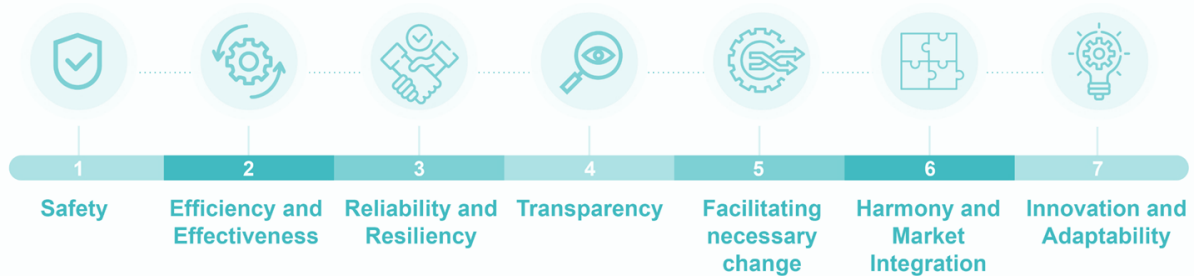 1
2
3
4
5
6
7
Safety
Efficiency and
Effectiveness
Reliability and
Resiliency
Transparency
Facilitating
necessary
change
Harmony and
Market
Integration
Innovation and
Adaptability